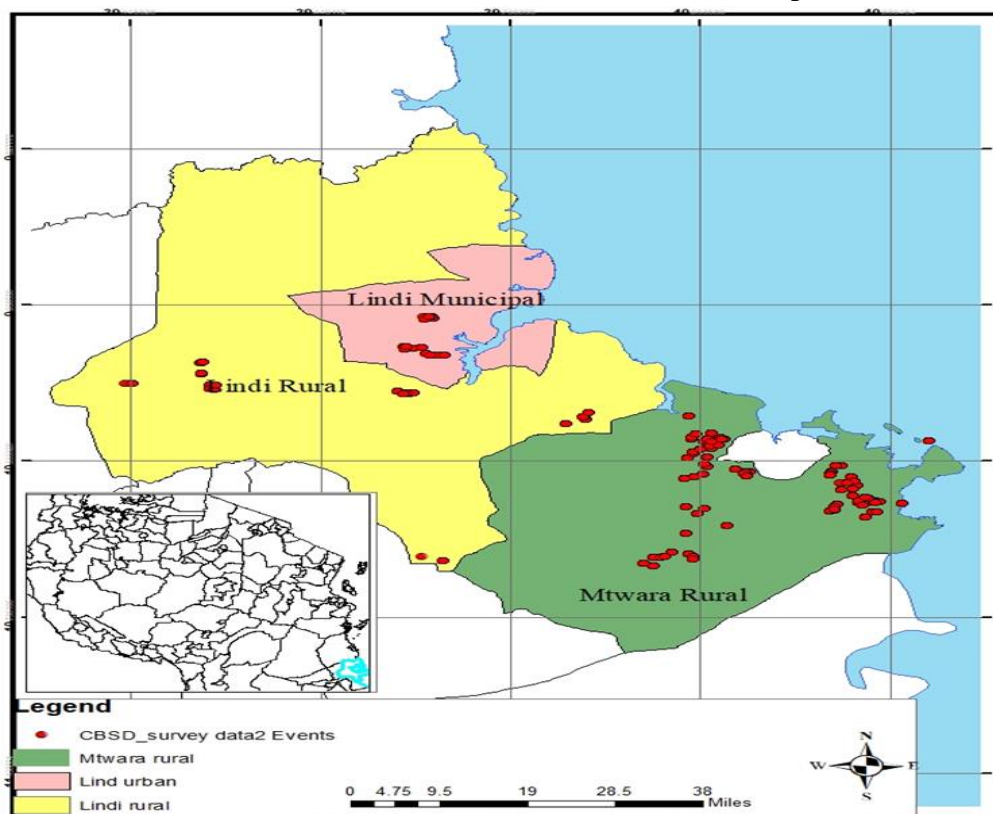 Lindi Municipal
Lindi Rural
Mtwara Rural
Legend
CBSD_survey data2 Events
Mtwara rural
Lind urban
Lindi rural
N
W E
S
0 4.75 9.5 19 28.5 38
Miles